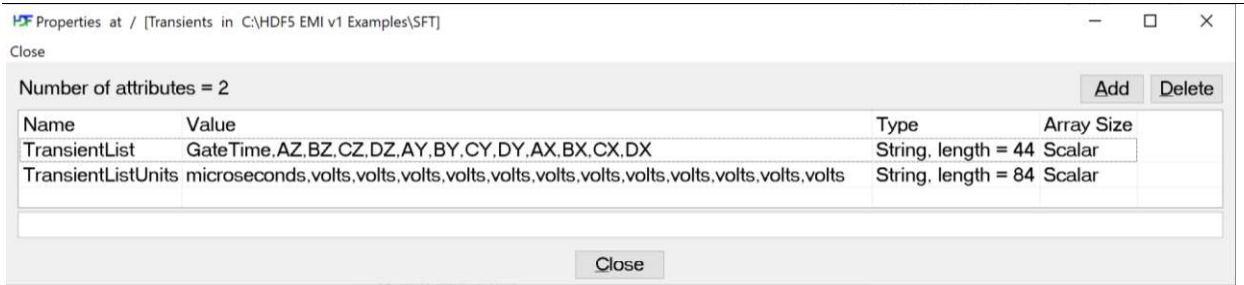 HDF Properties at / [Transients in C:\HDF5 EMI v1 Examples\SFT]
Close
Number of attributes = 2 Add Delete
Name Value Type Array Size
TransientList GateTime,AZ,BZ,CZ,DZ,AY,BY,CY,DY,AX,BX,CX,DX String, length = 44 Scalar
TransientListUnits microseconds,volts,volts,volts,volts,volts,volts,volts,volts,volts,volts,volts,volts String, length = 84 Scalar
Close